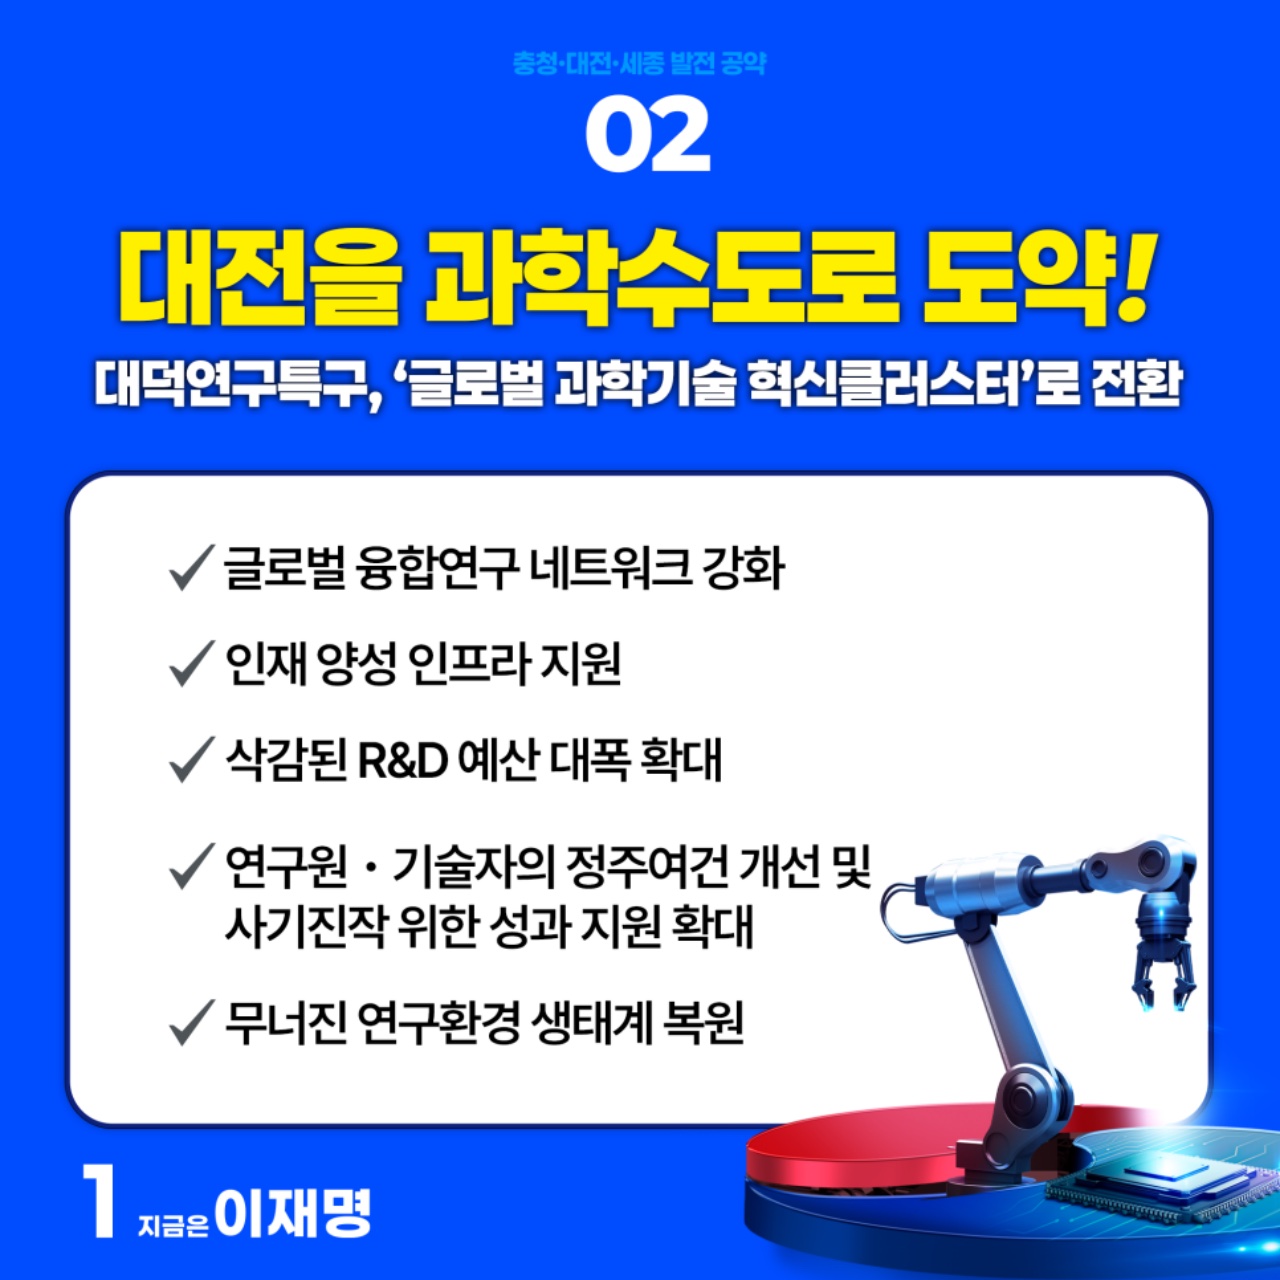 충청·대전·세종 발전 공약
02
대전을 과학수도로 도약!
대덕연구특구, ‘글로벌 과학기술 혁신클러스터’로 전환
글로벌 융합연구 네트워크 강화
인재 양성 인프라 지원
삭감된 R&D 예산 대폭 확대
연구원·기술자의 정주여건 개선 및
사기진작 위한 성과 지원 확대
무너진 연구환경 생태계 복원
1 지금은 이재명